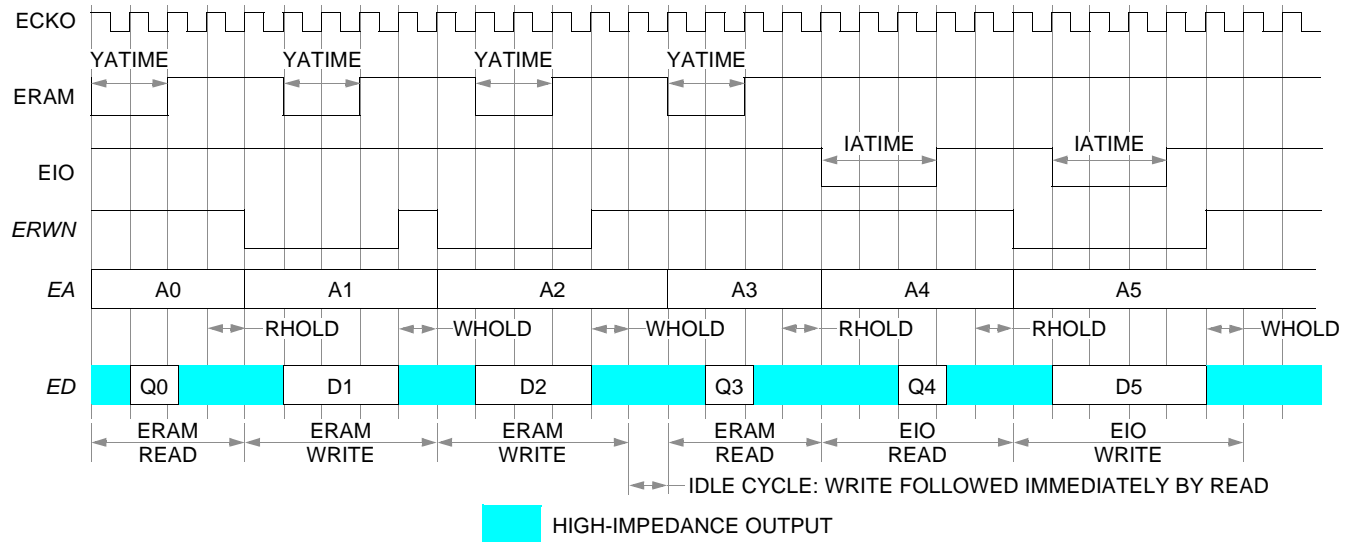 ECKO
YATIME YATIME YATIME YATIME
ERAM
IATIME IATIME
EIO
ERWN
EA A0 A1 A2 A3 A4 A5
RHOLD WHOLD WHOLD RHOLD RHOLD WHOLD
ED Q0 D1 D2 Q3 Q4 D5
ERAM ERAM ERAM ERAM EIO EIO
READ WRITE WRITE READ READ WRITE
IDLE CYCLE: WRITE FOLLOWED IMMEDIATELY BY READ
HIGH-IMPEDANCE OUTPUT